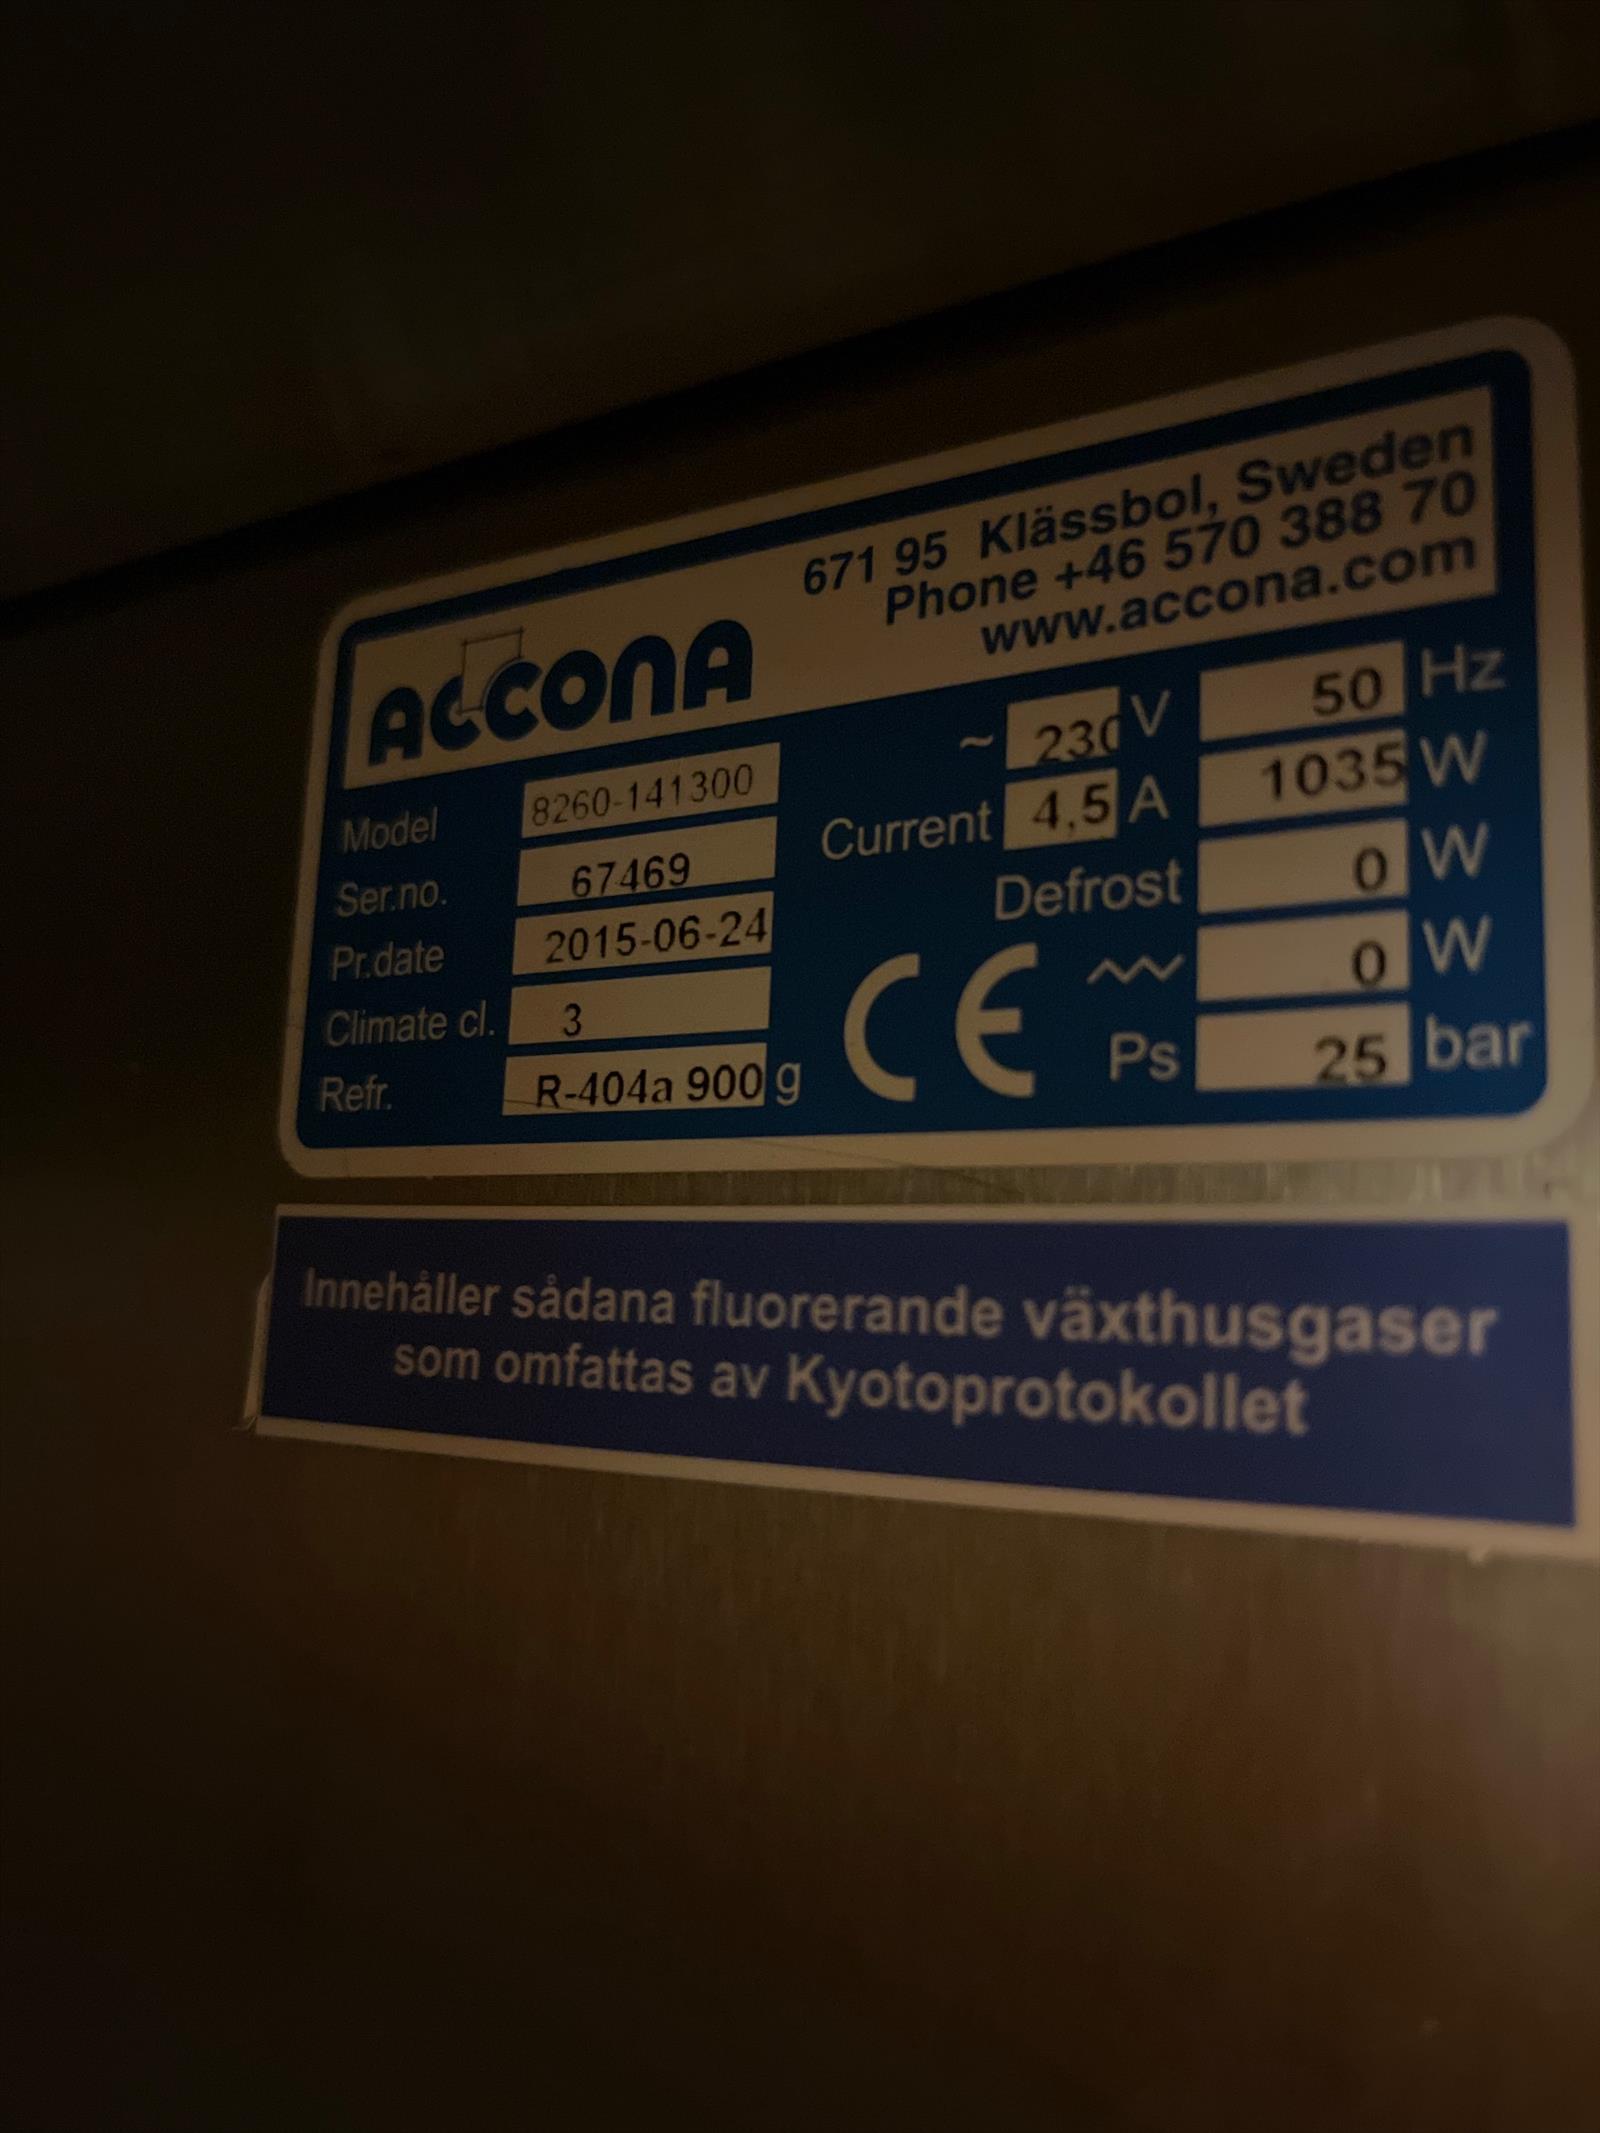 ACCONA
671 95 Klässbol, Sweden
Phone +46 570 388 70
www.accona.com
Model 8260-141300
Ser.no. 67469
Pr.date 2015-06-24
Climate cl. 3
Refr. R-404a 900 g
~ 230 V 50 Hz
Current 4,5 A 1035 W
Defrost 0 W
0 W
CE Ps 25 bar
Innehåller sådana fluorerande växthusgaser
som omfattas av Kyotoprotokollet